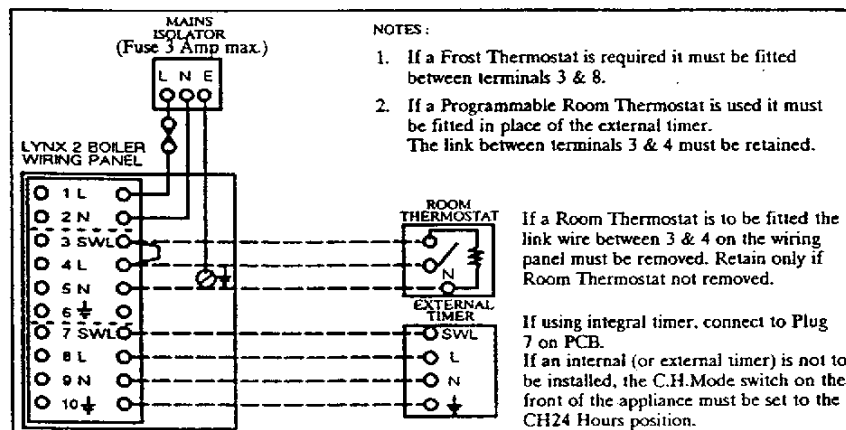 MAINS
ISOLATOR
(Fuse 3 Amp max.)
L N E
LYNX 2 BOILER
WIRING PANEL
1 L
2 N
3 SWL
4 L
5 N
6
7 SWL
8 L
9 N
10
NOTES :
1. If a Frost Thermostat is required it must be fitted
between terminals 3 & 8.
2. If a Programmable Room Thermostat is used it must
be fitted in place of the external timer.
The link between terminals 3 & 4 must be retained.
ROOM
THERMOSTAT
N
EXTERNAL
TIMER
SWL
L
N
If a Room Thermostat is to be fitted the
link wire between 3 & 4 on the wiring
panel must be removed. Retain only if
Room Thermostat not removed.
If using integral timer, connect to Plug
7 on PCB.
If an internal (or external timer) is not to
be installed, the C.H.Mode switch on the
front of the appliance must be set to the
CH24 Hours position.